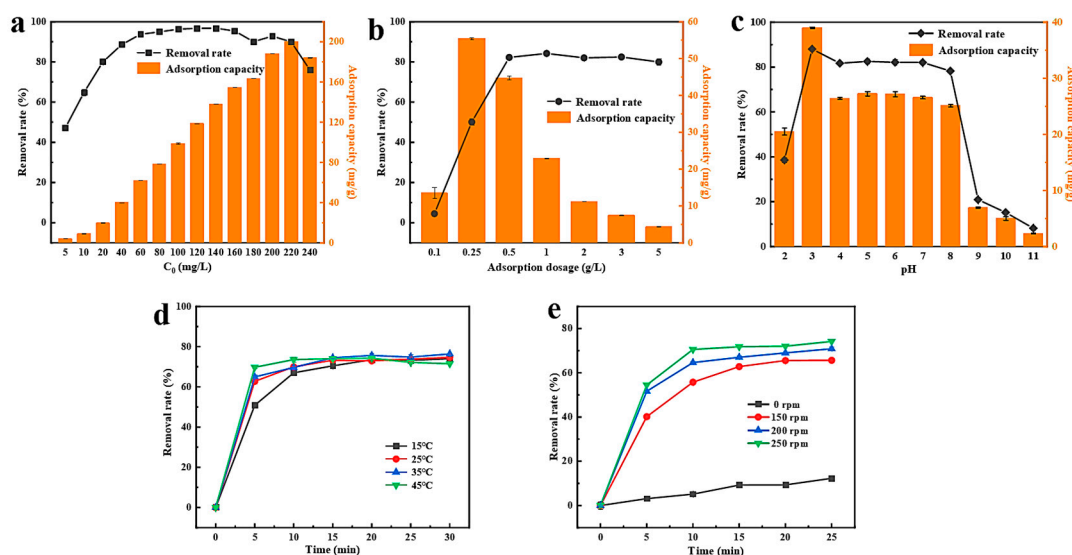 a
100
80
60
40
20
0
Removal rate (%)
Removal rate
Adsorption capacity
200
160
120
80
40
0
Adsorption capacity (mg/g)
5 10 20 40 60 80 100 120 140 160 180 200 220 240
C0 (mg/L)
b
100
80
60
40
20
0
Removal rate (%)
Removal rate
Adsorption capacity
60
50
40
30
20
10
0
Adsorption capacity (mg/g)
0.1 0.25 0.5 1 2 3 5
Adsorption dosage (g/L)
c
100
80
60
40
20
0
Removal rate (%)
Removal rate
Adsorption capacity
40
30
20
10
0
Adsorption capacity (mg/g)
2 3 4 5 6 7 8 9 10 11
pH
d
100
80
60
40
20
0
Removal rate (%)
15°C
25°C
35°C
45°C
0 5 10 15 20 25 30
Time (min)
e
80
60
40
20
0
Removal rate (%)
0 rpm
150 rpm
200 rpm
250 rpm
0 5 10 15 20 25
Time (min)